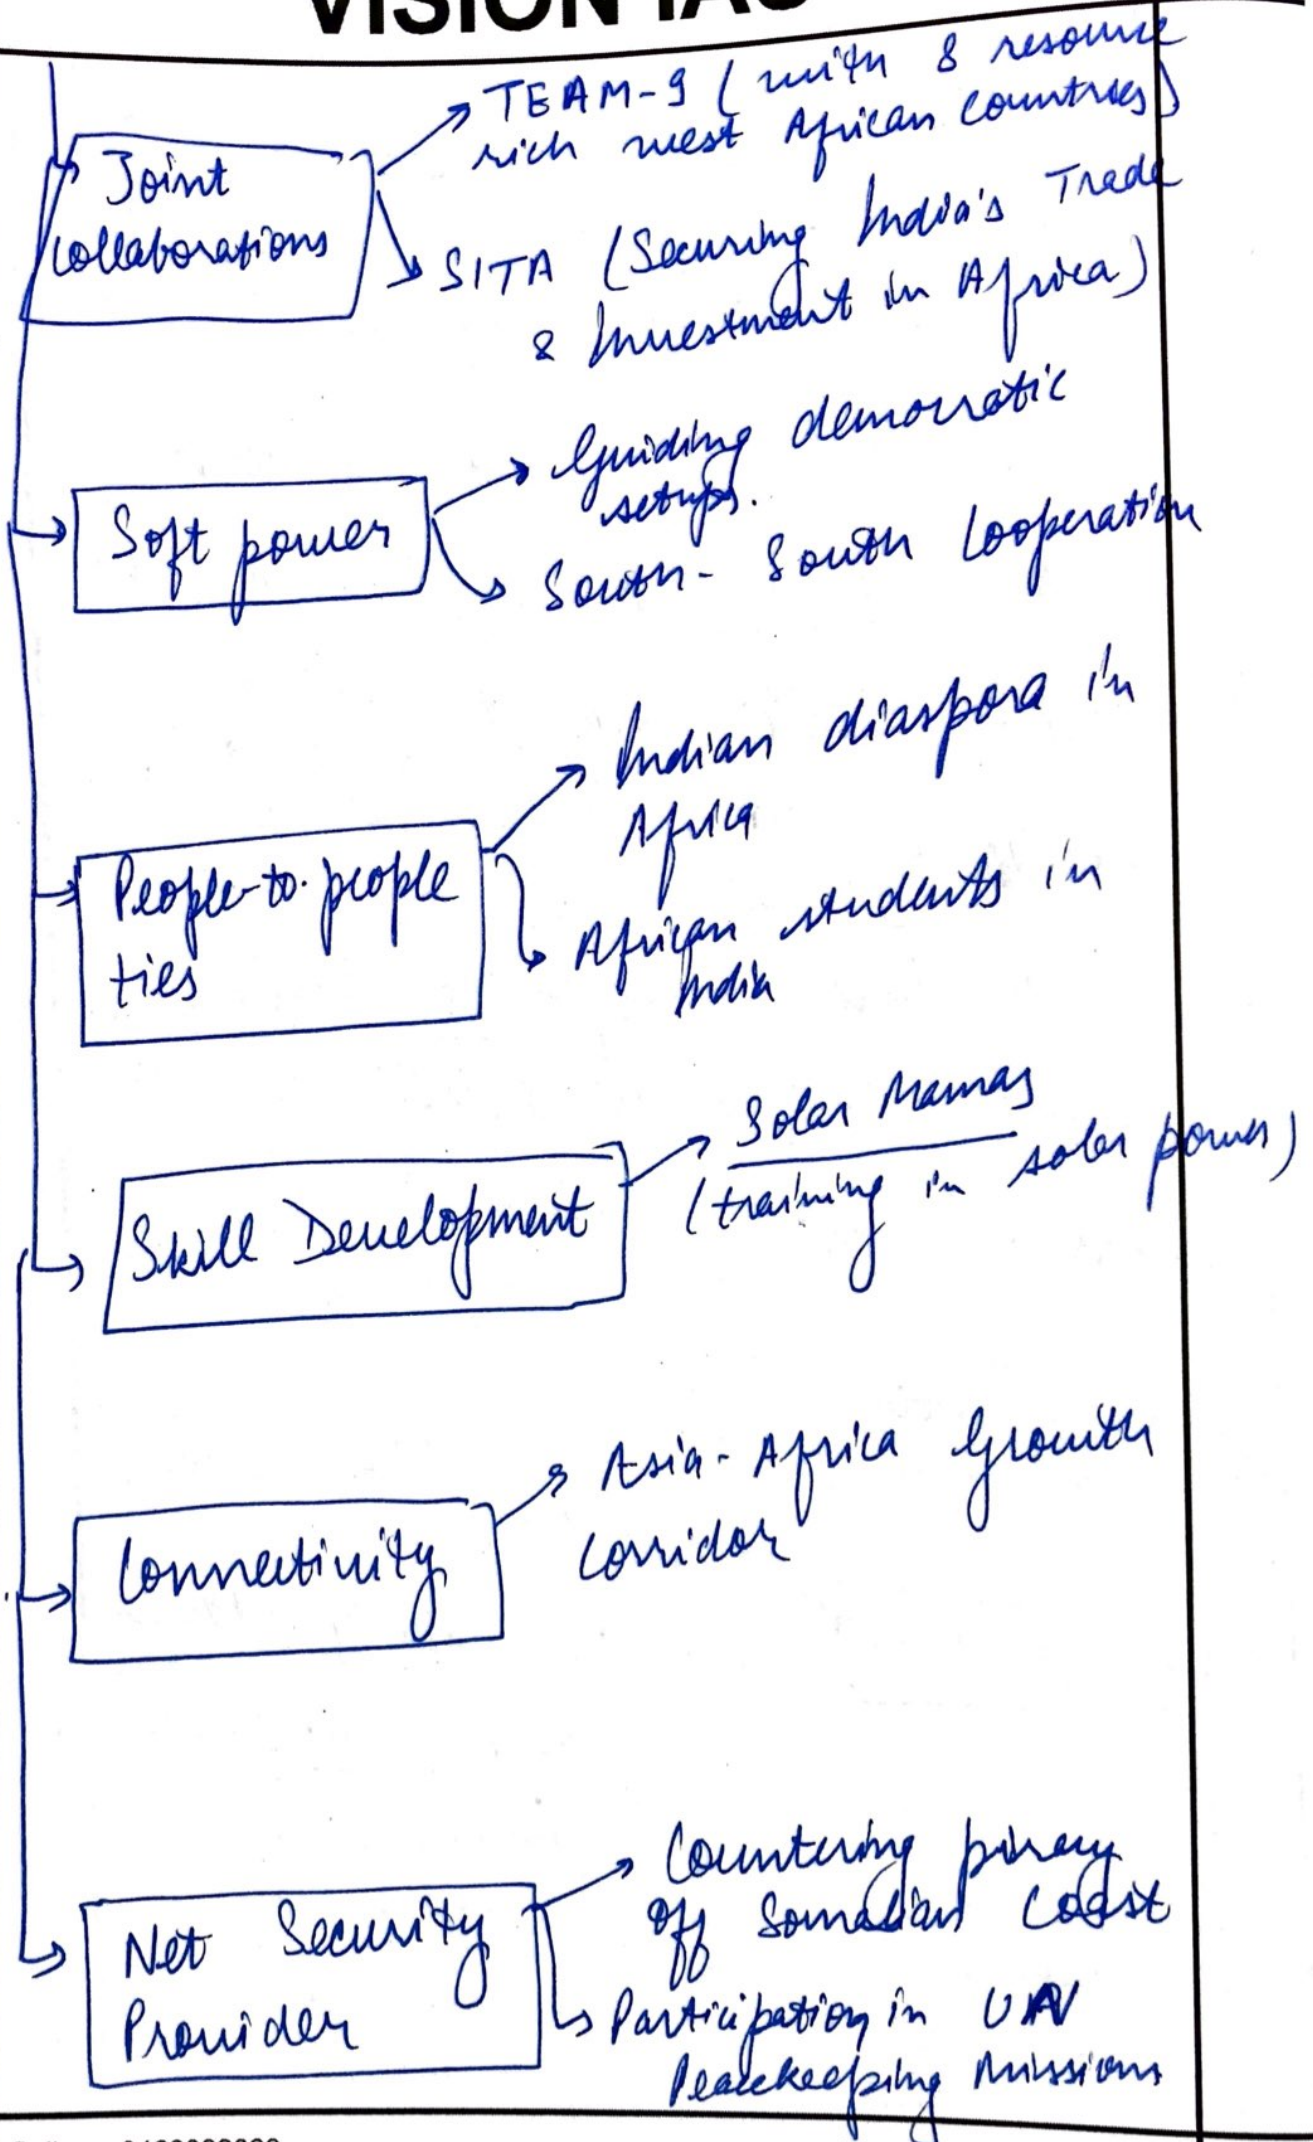 VISION IAS
TEAM-9 (with 8 resource
rich west African countries)
Joint
Collaborations
SITA (Securing India's Trade
& Investment in Africa)
Guiding democratic
setups.
Soft power
South-South Cooperation
Indian diaspora in
Africa
People-to-people
ties
African students in
India
Solar Mamas
(training in solar power)
Skill Development
Asia-Africa Growth
Corridor
Connectivity
Countering piracy
off Somalian Coast
Net Security
Provider
Participation in UN
Peacekeeping Missions